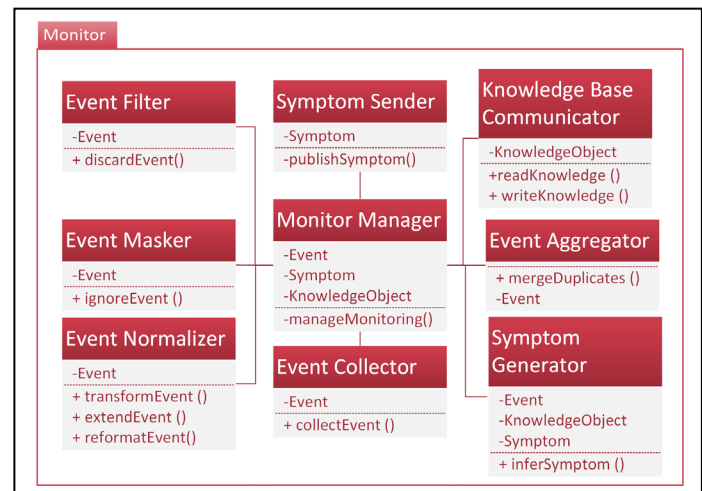 Monitor
Event Filter
-Event
+ discardEvent()
Symptom Sender
-Symptom
-publishSymptom()
Knowledge Base
Communicator
-KnowledgeObject
+readKnowledge ()
+ writeKnowledge ()
Event Masker
-Event
+ ignoreEvent ()
Monitor Manager
-Event
-Symptom
-KnowledgeObject
-manageMonitoring()
Event Aggregator
+ mergeDuplicates ()
-Event
Event Normalizer
-Event
+ transformEvent ()
+ extendEvent ()
+ reformatEvent()
Event Collector
-Event
+ collectEvent ()
Symptom
Generator
-Event
-KnowledgeObject
-Symptom
+ inferSymptom ()